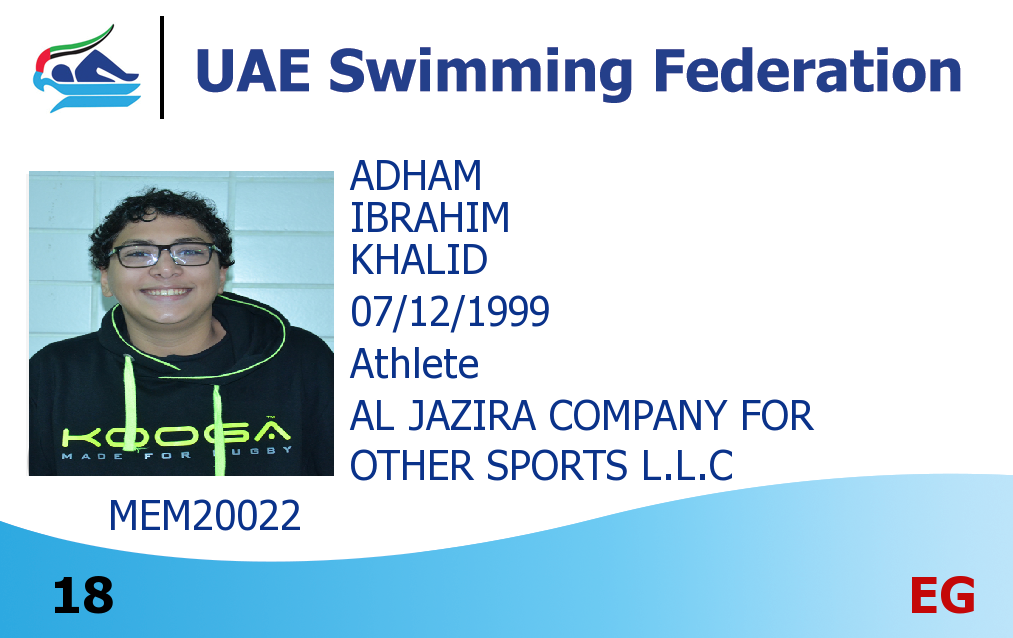 UAE Swimming Federation
ADHAM
IBRAHIM
KHALID
07/12/1999
Athlete
AL JAZIRA COMPANY FOR
OTHER SPORTS L.L.C
KOOGA
MADE FOR RUGBY
MEM20022
18
EG